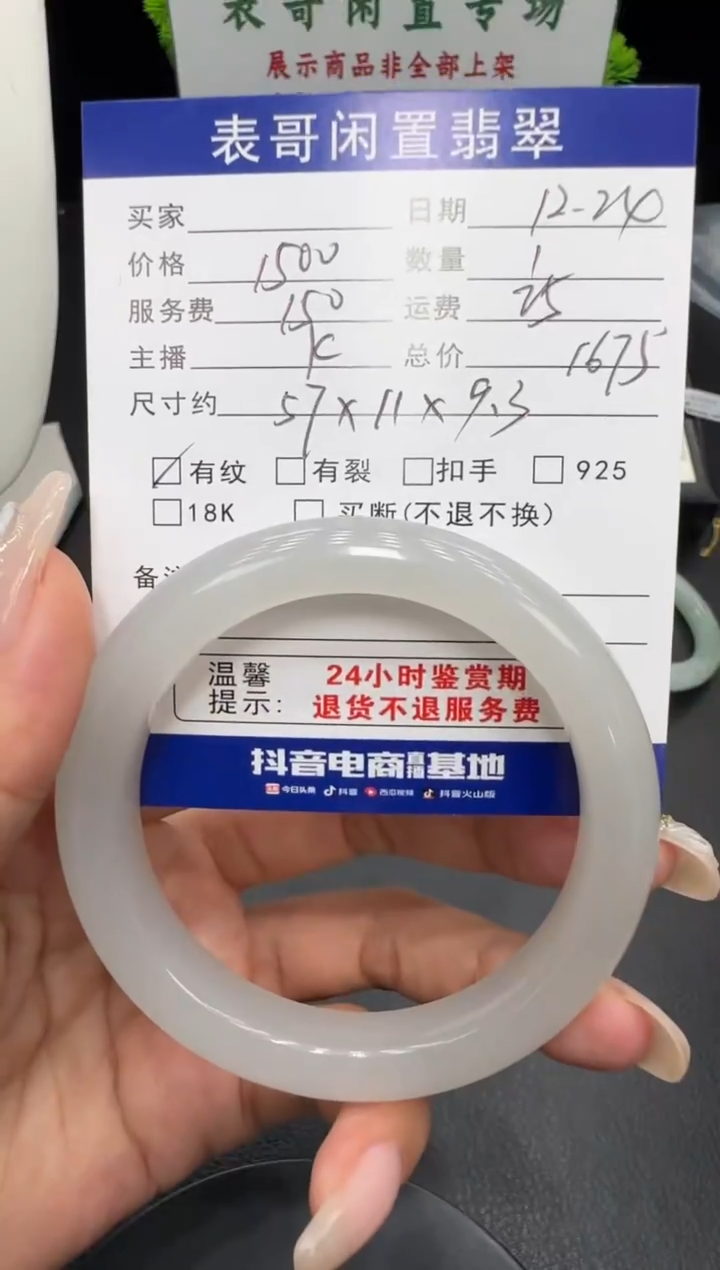 表哥闲置专场
展示商品非全部上架
表哥闲置翡翠
买家 日期 12-24
价格 1500 数量 1
服务费 150 运费 25
主播 K 总价 1675
尺寸约 57×11×9.3
有纹 有裂 扣手 925
18K 买断(不退不换)
备注
温馨 24小时鉴赏期
提示: 退货不退服务费
抖音电商直播基地
今日头条 抖音 西瓜视频 抖音火山版